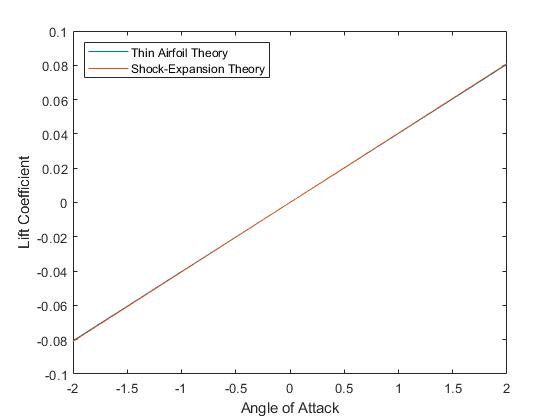 0.1
Thin Airfoil Theory
Shock-Expansion Theory
0.08
0.06
0.04
0.02
0
-0.02
-0.04
-0.06
-0.08
-0.1
Lift Coefficient
-2 -1.5 -1 -0.5 0 0.5 1 1.5 2
Angle of Attack